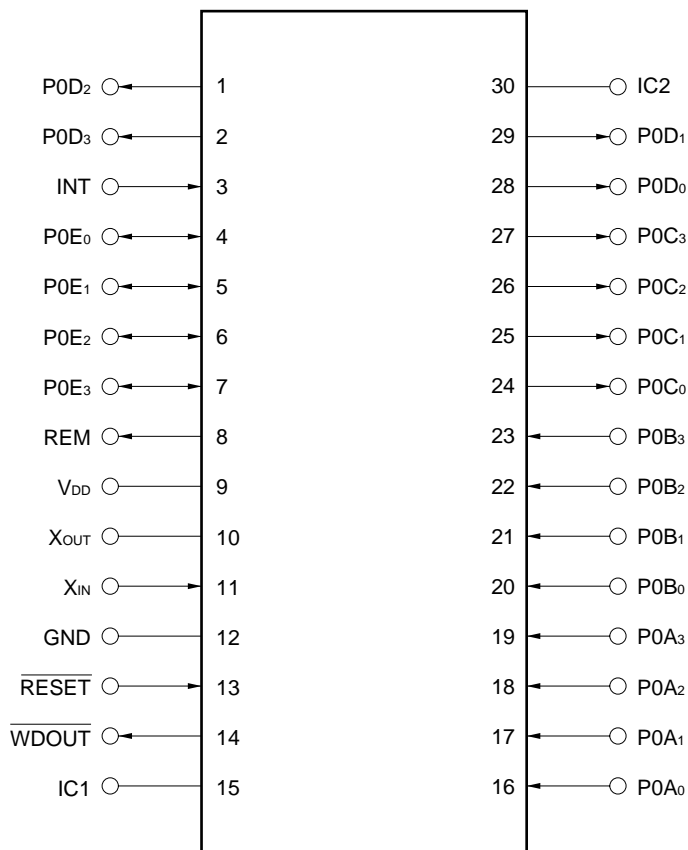 P0D₂ 1 30 IC2
P0D₃ 2 29 P0D₁
INT 3 28 P0D₀
P0E₀ 4 27 P0C₃
P0E₁ 5 26 P0C₂
P0E₂ 6 25 P0C₁
P0E₃ 7 24 P0C₀
REM 8 23 P0B₃
VDD 9 22 P0B₂
XOUT 10 21 P0B₁
XIN 11 20 P0B₀
GND 12 19 P0A₃
R̅E̅S̅E̅T̅ 13 18 P0A₂
W̅D̅O̅U̅T̅ 14 17 P0A₁
IC1 15 16 P0A₀